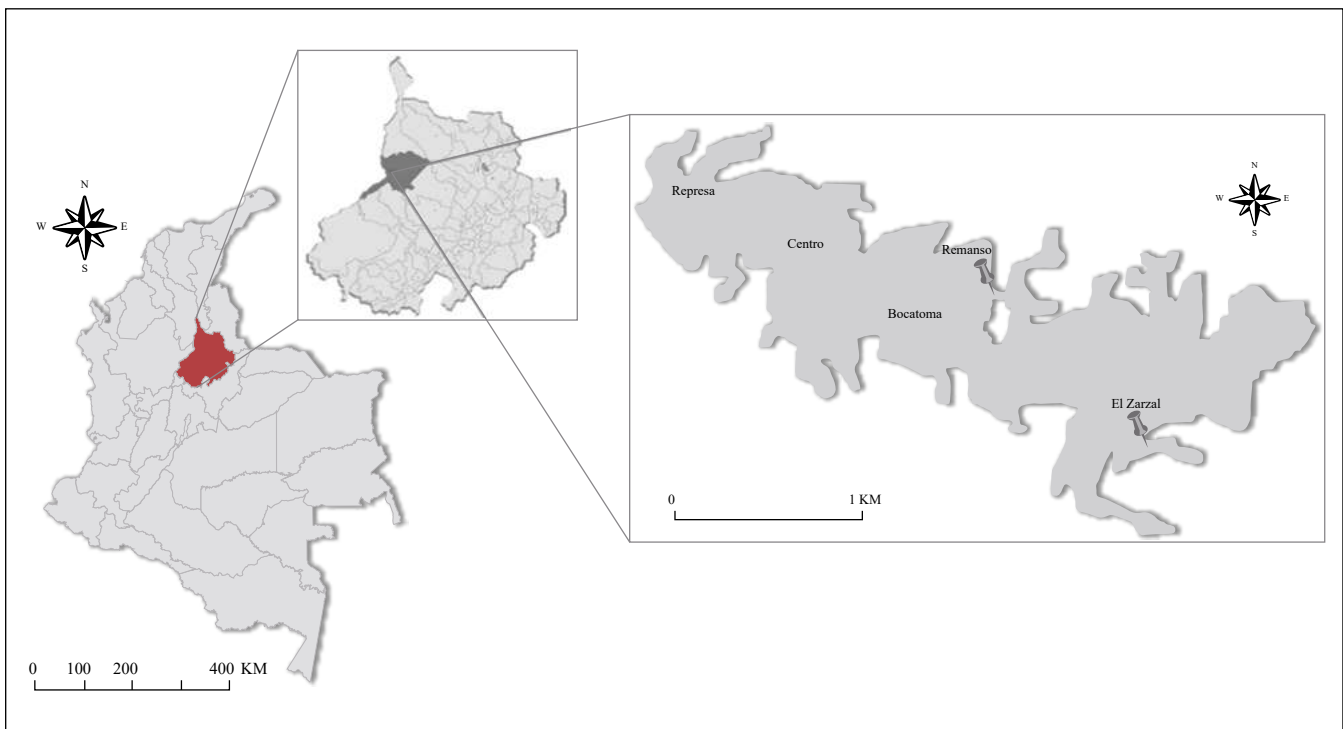 N
W E
S
0 100 200 400 KM
N
W E
S
Represa
Centro
Remanso
Bocatoma
El Zarzal
0 1 KM